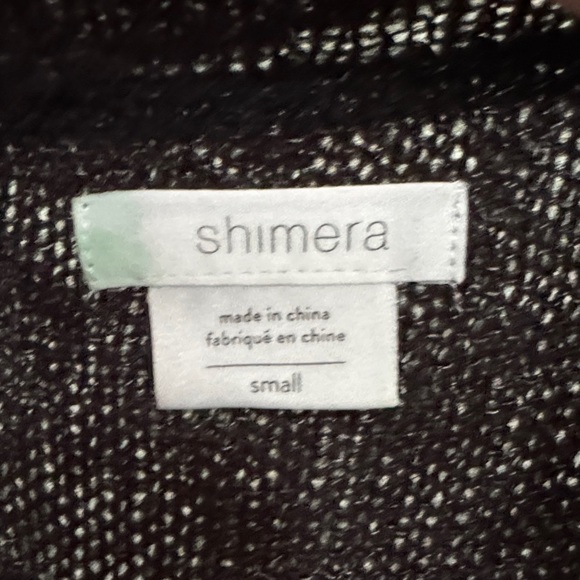 shimera
made in china
fabriqué en chine
small